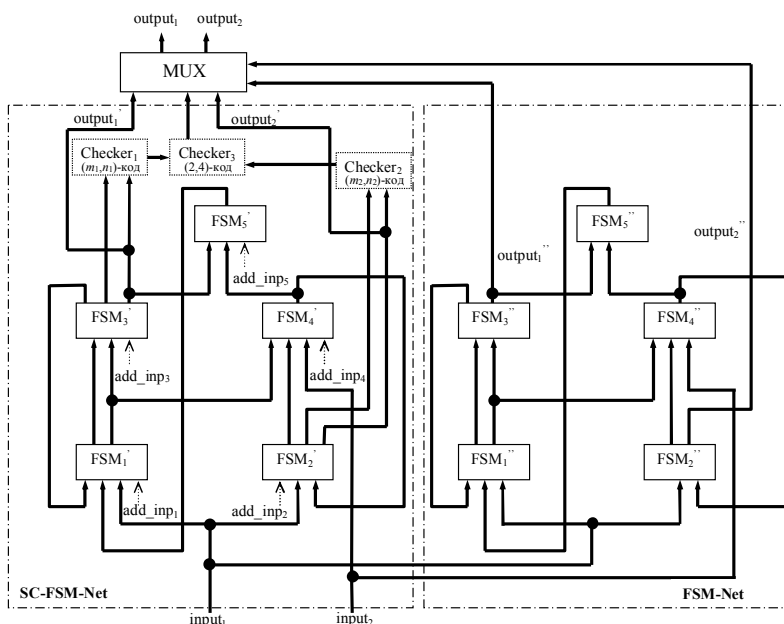 output₁ output₂
MUX
output₁'
output₂'
Checker₁
(m₁,n₁)-код
Checker₃
(2,4)-код
Checker₂
(m₂,n₂)-код
FSM₅'
add_inp₅
FSM₃'
FSM₄'
add_inp₃
add_inp₄
FSM₁'
FSM₂'
add_inp₁
add_inp₂
SC-FSM-Net
input₁
input₂
FSM₅''
output₁''
output₂''
FSM₃''
FSM₄''
FSM₁''
FSM₂''
FSM-Net